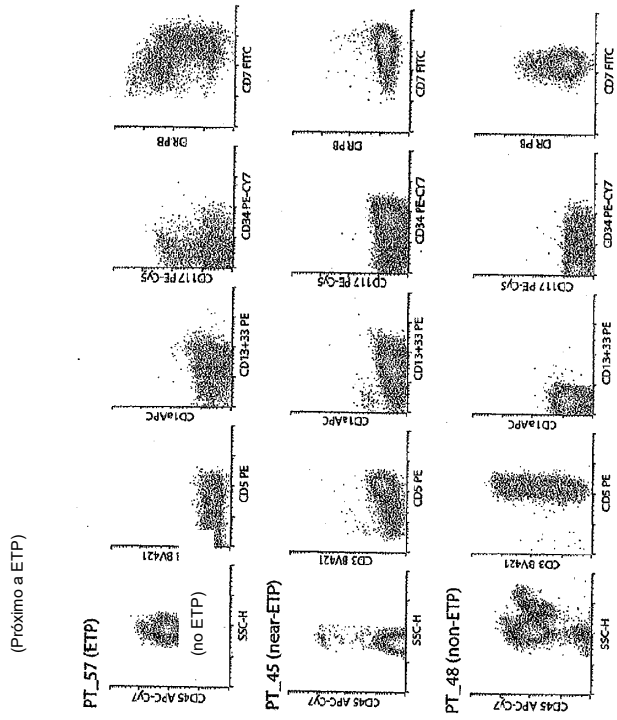 (Próximo a ETP)
PT_57 (ETP)
CD45 APC-Cy7
SSC-H
(no ETP)
BV421
CD5 PE
CD1aAPC
CD13+33 PE
CD117 PE-Cy5
CD34 PE-CY7
DR PB
CD7 FITC
PT_45 (near-ETP)
CD45 APC-Cy7
SSC-H
CD3 BV421
CD5 PE
CD1aAPC
CD13+33 PE
CD117 PE-Cy5
CD34 PE-CY7
DR PB
CD7 FITC
PT_48 (non-ETP)
CD45 APC-Cy7
SSC-H
CD3 BV421
CD5 PE
CD1aAPC
CD13+33 PE
CD117 PE-Cy5
CD34 PE-CY7
DR PB
CD7 FITC